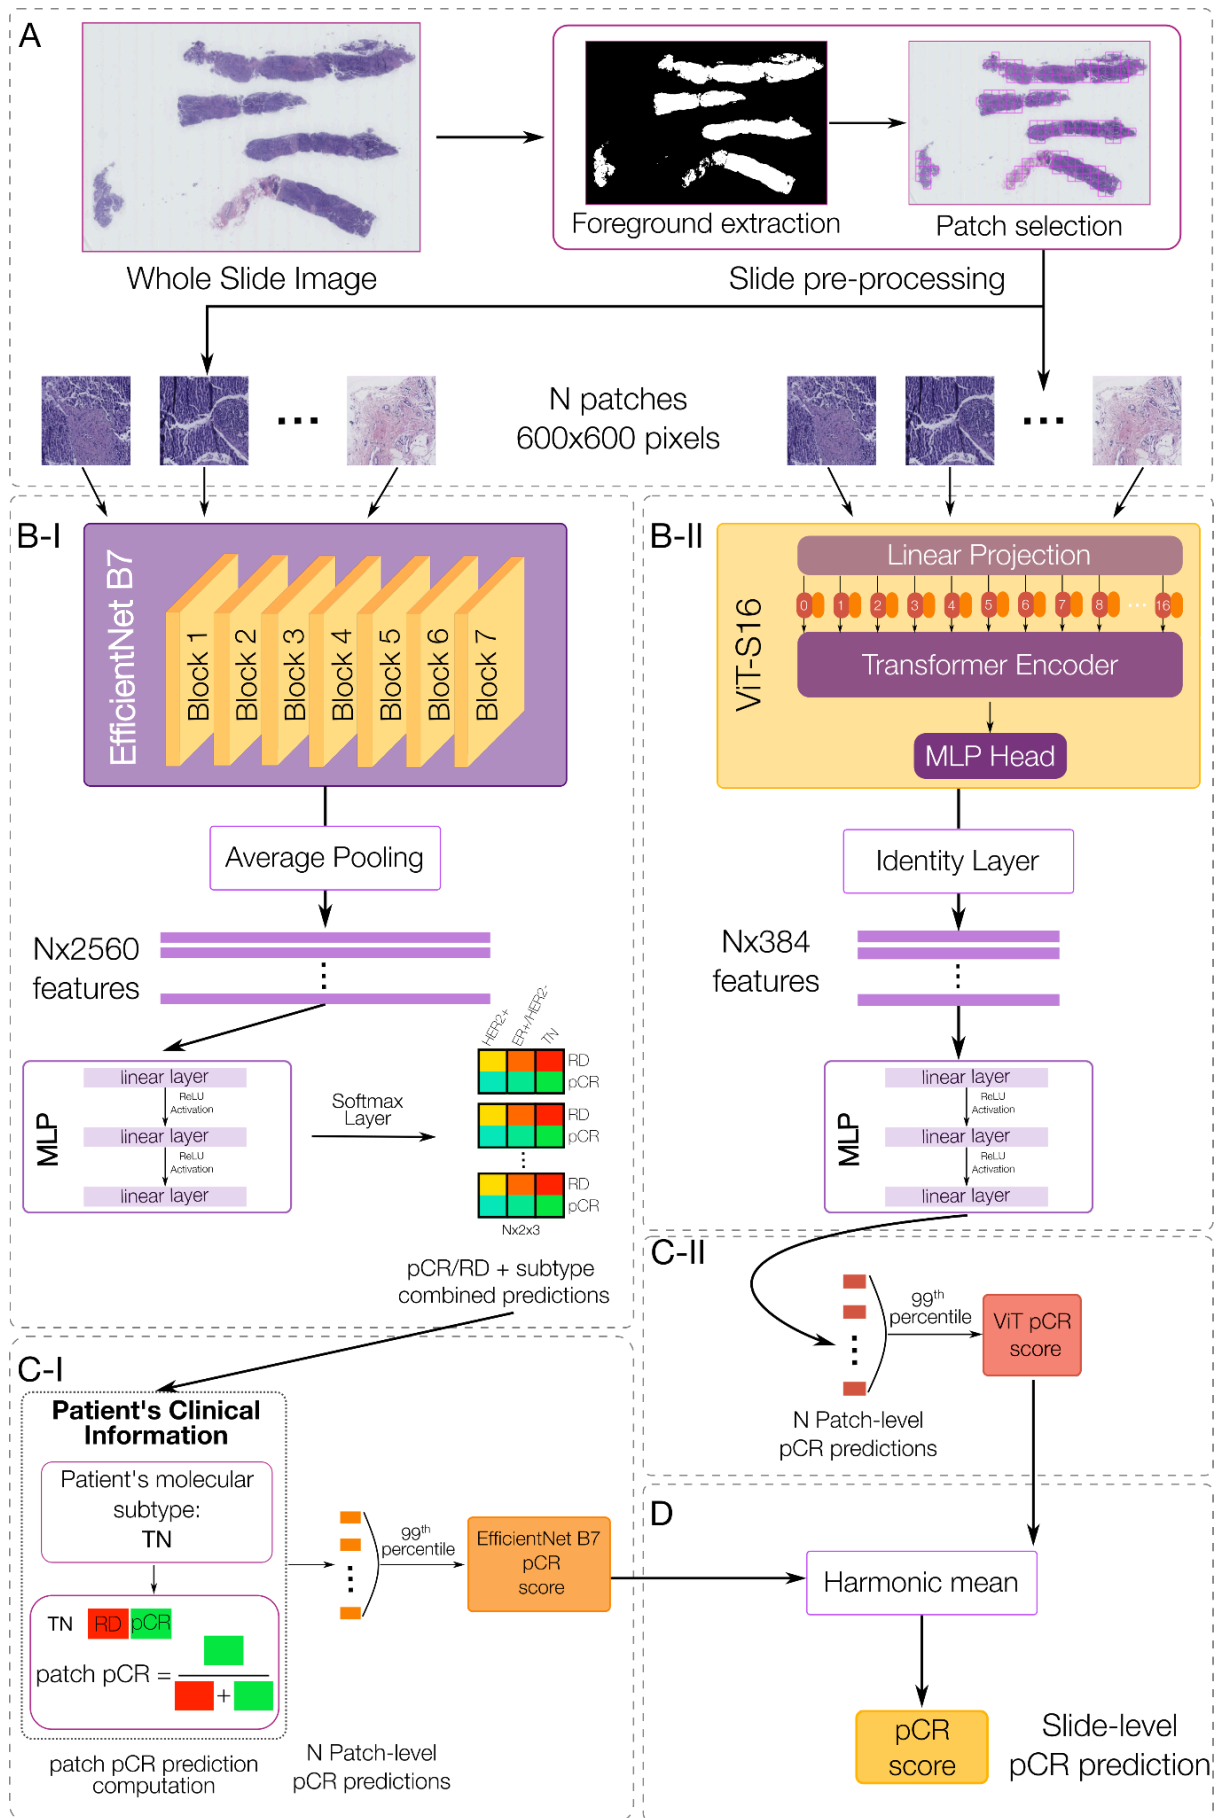 A
Foreground extraction
Patch selection
Whole Slide Image
Slide pre-processing
N patches
600x600 pixels
B-I
EfficientNet B7
Block 1
Block 2
Block 3
Block 4
Block 5
Block 6
Block 7
Average Pooling
Nx2560
features
MLP
linear layer
ReLU
Activation
linear layer
ReLU
Activation
linear layer
Softmax
Layer
HER2+
ER+/HER2-
TN
RD
pCR
RD
pCR
RD
pCR
Nx2x3
pCR/RD + subtype
combined predictions
B-II
ViT-S16
Linear Projection
0 1 2 3 4 5 6 7 8 ... 16
Transformer Encoder
MLP Head
Identity Layer
Nx384
features
MLP
linear layer
ReLU
Activation
linear layer
ReLU
Activation
linear layer
C-I
Patient's Clinical
Information
Patient's molecular
subtype:
TN
TN RD pCR
patch pCR =
+
patch pCR prediction
computation
N Patch-level
pCR predictions
99th
percentile
EfficientNet B7
pCR
score
C-II
99th
percentile
ViT pCR
score
N Patch-level
pCR predictions
D
Harmonic mean
pCR
score
Slide-level
pCR prediction